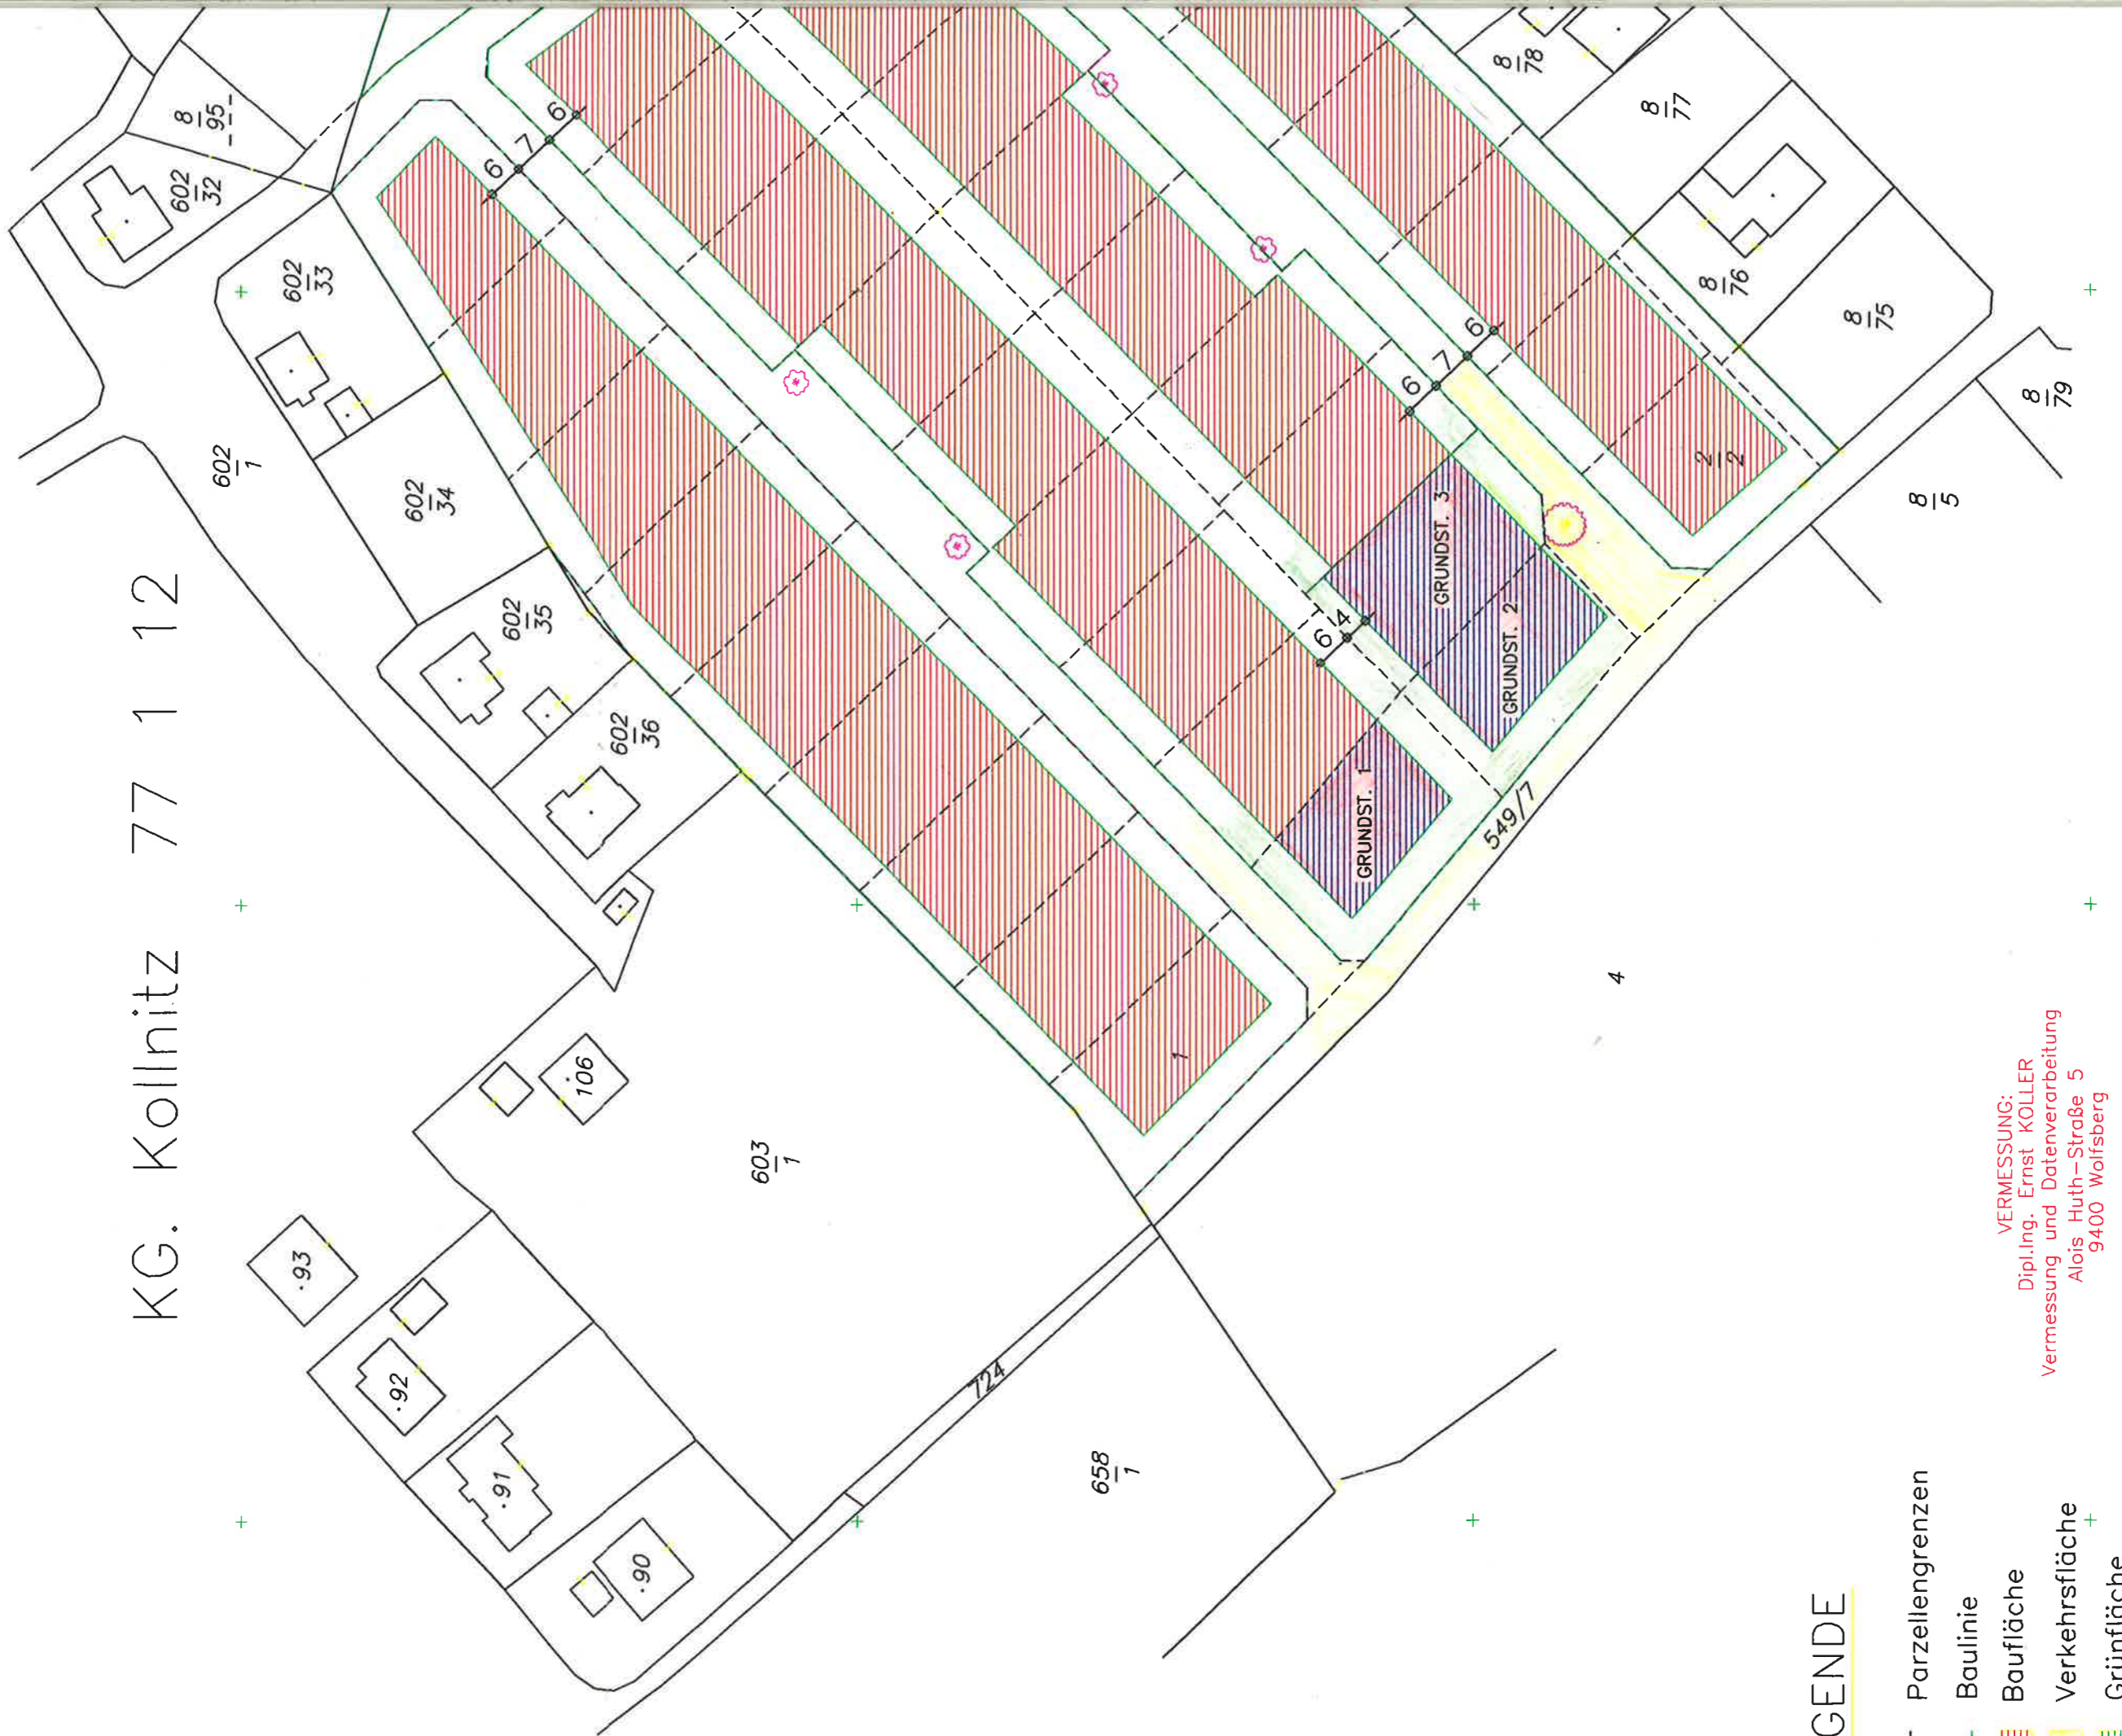 KG. Kollnitz 77 1 12
8
95
602
32
602
33
602
1
602
34
602
35
602
36
8
78
8
77
8
76
8
75
8
79
8
5
6 7 6
6 7 6
6 4
2
2
GRUNDST. 3
GRUNDST. 2
GRUNDST. 1
549/7
1
4
106
603
1
.93
.92
.91
.90
724
658
1
VERMESSUNG:
Dipl.Ing. Ernst KOLLER
Vermessung und Datenverarbeitung
Alois Huth-Straße 5
9400 Wolfsberg
GENDE
Parzellengrenzen
Baulinie
Baufläche
Verkehrsfläche
Grünfläche